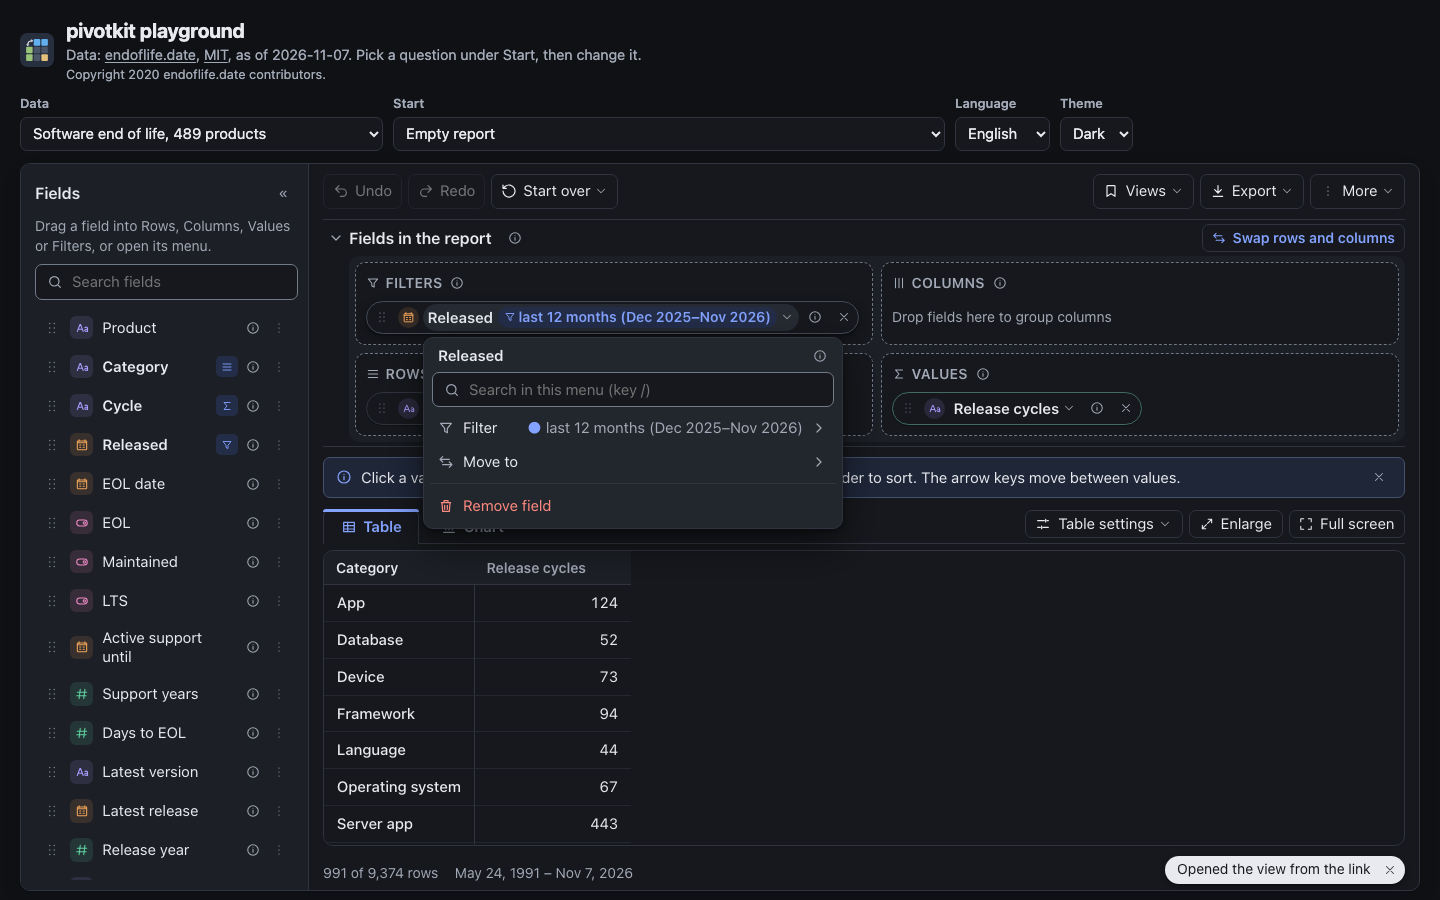 pivotkit playground
Data: endoflife.date, MIT, as of 2026-11-07. Pick a question under Start, then change it.
Copyright 2020 endoflife.date contributors.
Data
Start
Language
Theme
Software end of life, 489 products
Empty report
English
Dark
Fields
«
Drag a field into Rows, Columns, Values
or Filters, or open its menu.
Search fields
Aa Product
Aa Category
Aa Cycle Σ
Released
EOL date
EOL
Maintained
LTS
Active support
until
# Support years
# Days to EOL
Aa Latest version
Latest release
# Release year
Undo
Redo
Start over
Views
Export
More
Fields in the report
Swap rows and columns
FILTERS
Released last 12 months (Dec 2025–Nov 2026)
COLUMNS
Drop fields here to group columns
ROWS
Aa
Σ VALUES
Aa Release cycles
Released
Search in this menu (key /)
Filter last 12 months (Dec 2025–Nov 2026)
Move to
Remove field
Click a va
der to sort. The arrow keys move between values.
Table
Chart
Table settings
Enlarge
Full screen
Category Release cycles
App 124
Database 52
Device 73
Framework 94
Language 44
Operating system 67
Server app 443
991 of 9,374 rows May 24, 1991 – Nov 7, 2026
Opened the view from the link